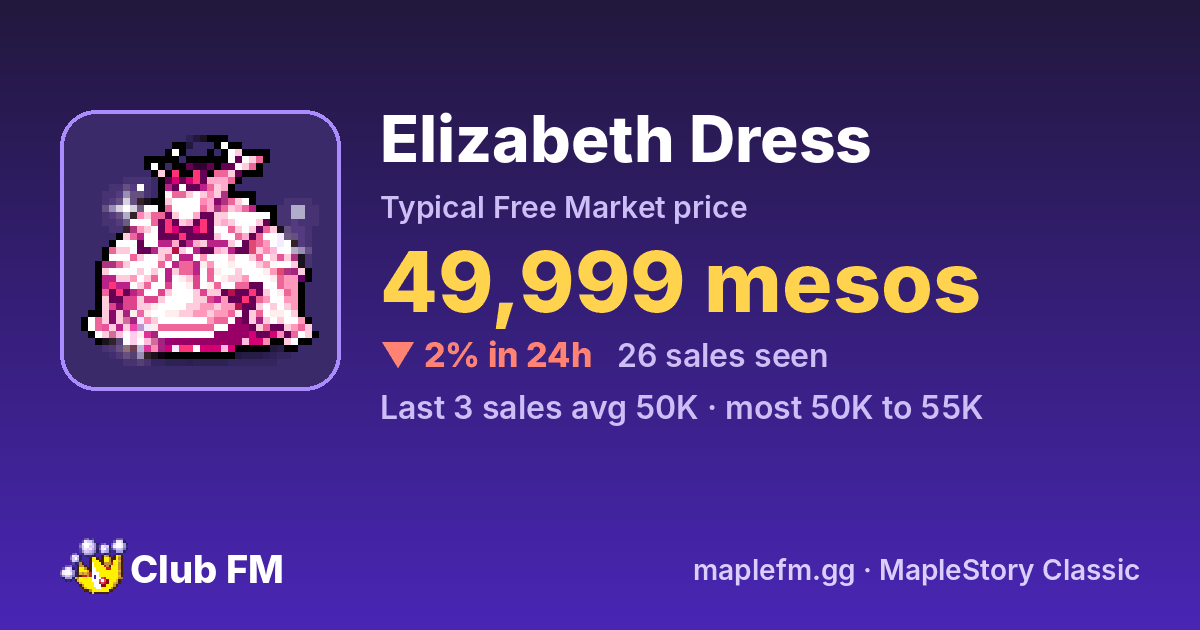 Elizabeth Dress
Typical Free Market price
49,999 mesos
▼ 2% in 24h 26 sales seen
Last 3 sales avg 50K · most 50K to 55K
Club FM
maplefm.gg · MapleStory Classic